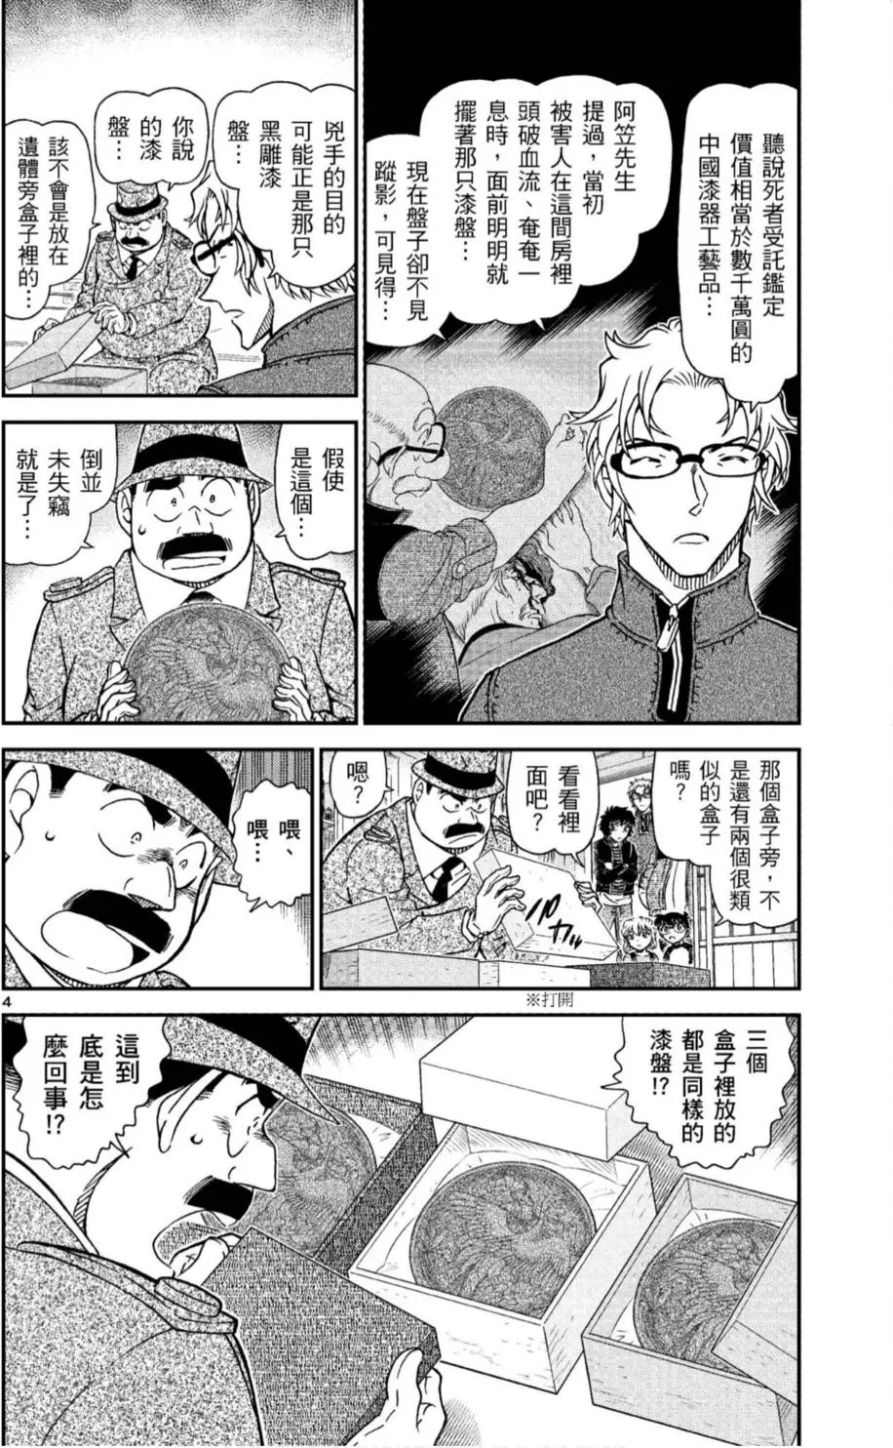 聽說死者受託鑑定
價值相當於數千萬圓的
中國漆器工藝品…
阿笠先生
提過，當初
被害人在這間房裡
頭破血流、奄奄一
息時，面前明明就
擺著那只漆盤…
現在盤子卻不見
蹤影，可見得…
兇手的目的
可能正是那只
黑雕漆
盤…
你說
的漆
盤…
該不會是放在
遺體旁盒子裡的…
假使
是這個…
倒並
未失竊
就是了…
那個盒子旁，不
是還有兩個很類
似的盒子
嗎？
看看裡
面吧？
嗯？
パカッ
※打開
喂、
喂…
4
三個
盒子裡放的
都是同樣的
漆盤!?
這到
底是怎
麼回事!?